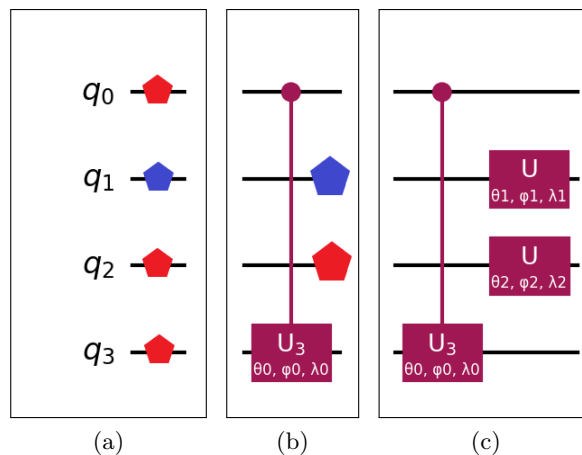 q₀
q₁
q₂
q₃
U₃
θ0, φ0, λ0
U
θ1, φ1, λ1
U
θ2, φ2, λ2
U₃
θ0, φ0, λ0
(a)
(b)
(c)